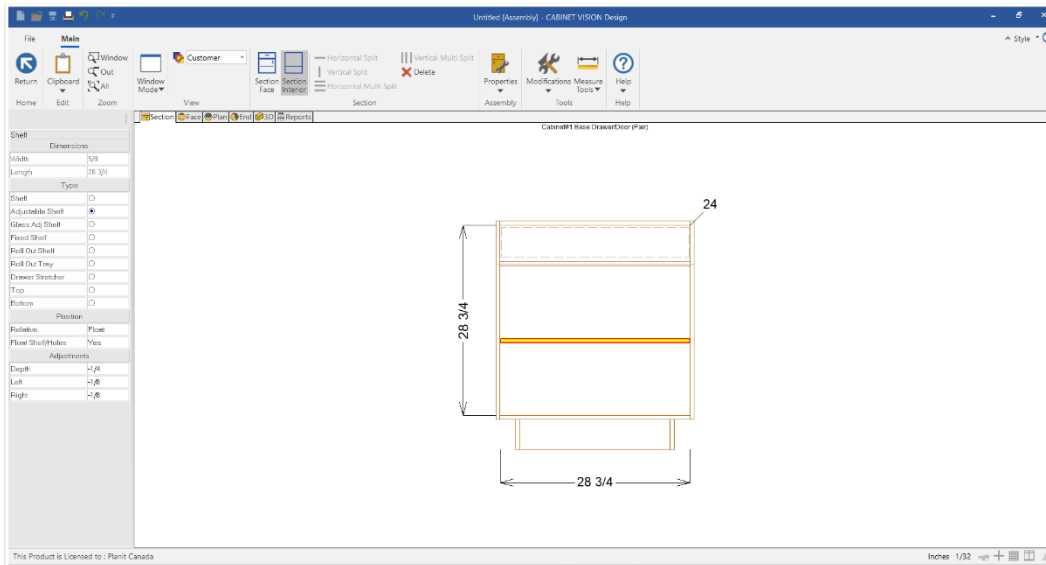 Untitled [Assembly] - CABINET VISION Design
File Main
Style
Return
Clipboard
Window
Out
All
Window Mode
Customer
Section Face
Section Interior
Horizontal Split
Vertical Split
Horizontal Multi Split
Vertical Multi Split
Delete
Properties
Modifications
Measure Tools
Help
Home Edit Zoom View Section Assembly Tools Help
Section Face Plan End 3D Reports
Cabinet#1 Base Drawer/Door (Pair)
Shelf
Dimensions
Width 5/8
Length 28 3/4
Type
Shelf
Adjustable Shelf
Glass Adj Shelf
Fixed Shelf
Roll Out Shelf
Roll Out Tray
Drawer Stretcher
Top
Bottom
Position
Relative Float
Float Shelf/Holes Yes
Adjustments
Depth -1/4
Left -1/8
Right -1/8
24
28 3/4
28 3/4
This Product is Licensed to : Planit Canada
Inches 1/32